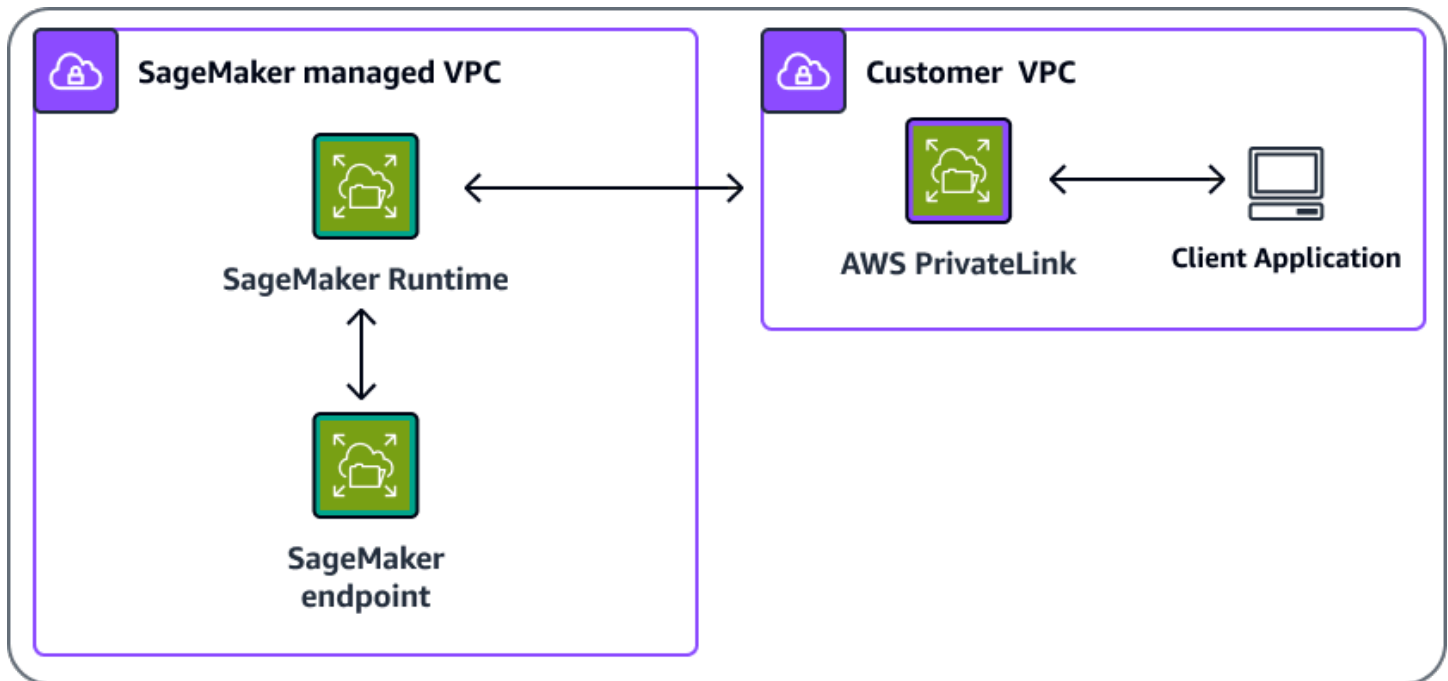 SageMaker managed VPC
SageMaker Runtime
SageMaker
endpoint
Customer VPC
AWS PrivateLink
Client Application